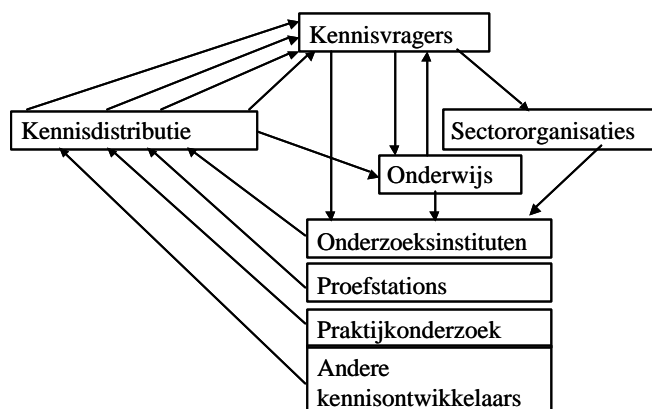 Kennisvragers
Kennisdistributie
Sectororganisaties
Onderwijs
Onderzoeksinstituten
Proefstations
Praktijkonderzoek
Andere
kennisontwikkelaars